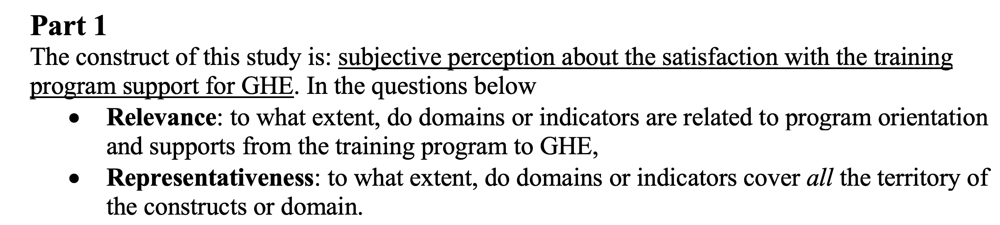 Part 1
The construct of this study is: subjective perception about the satisfaction with the training
program support for GHE. In the questions below
• Relevance: to what extent, do domains or indicators are related to program orientation
and supports from the training program to GHE,
• Representativeness: to what extent, do domains or indicators cover all the territory of
the constructs or domain.